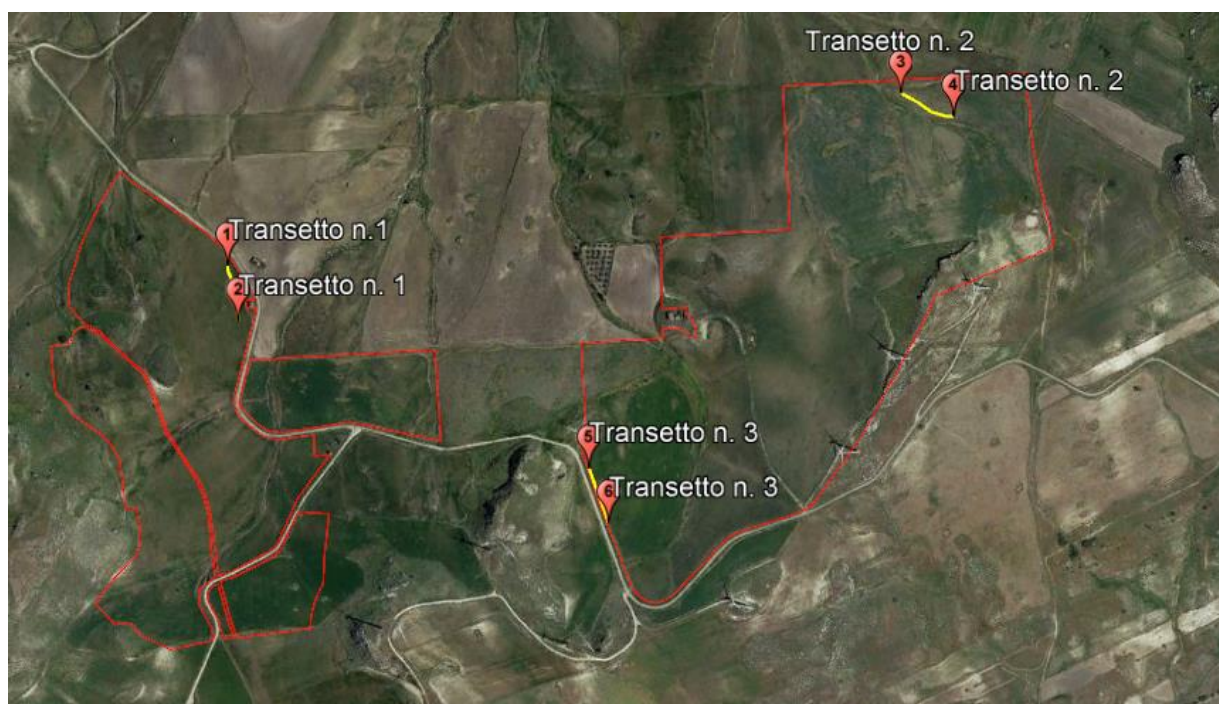 Transetto n. 2
3
4
Transetto n. 2
1
Transetto n.1
2
Transetto n. 1
5
Transetto n. 3
6
Transetto n. 3